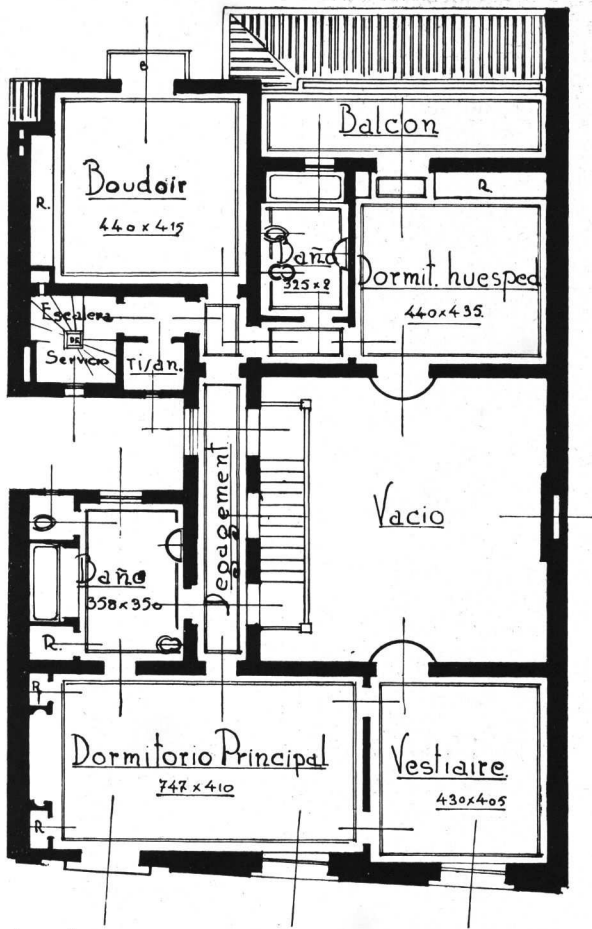 B
Balcon
Boudoir
440 x 415
R.
R
Baño
325 x 2
Dormit. huesped
440 x 435.
Escalera
DE
Servicio
Tisan.
Degagement
Vacio
Baño
358 x 350
R.
R
Dormitorio Principal
747 x 410
R
Vestiaire.
430 x 405